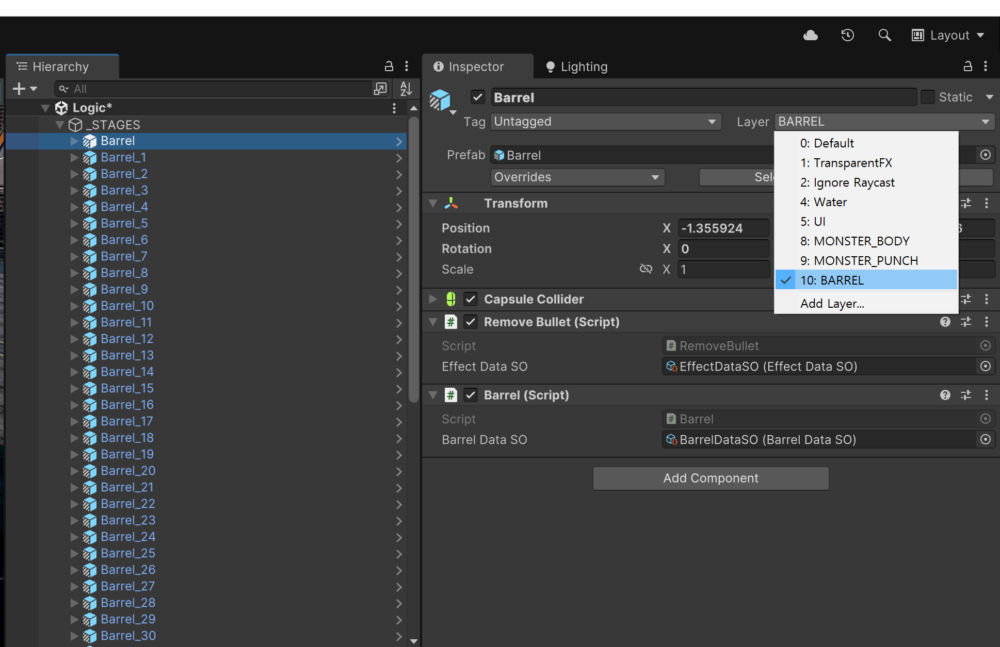 Layout
Hierarchy
Inspector
Lighting
All
Logic*
_STAGES
Barrel
Barrel_1
Barrel_2
Barrel_3
Barrel_4
Barrel_5
Barrel_6
Barrel_7
Barrel_8
Barrel_9
Barrel_10
Barrel_11
Barrel_12
Barrel_13
Barrel_14
Barrel_15
Barrel_16
Barrel_17
Barrel_18
Barrel_19
Barrel_20
Barrel_21
Barrel_22
Barrel_23
Barrel_24
Barrel_25
Barrel_26
Barrel_27
Barrel_28
Barrel_29
Barrel_30
Barrel Static
Tag Untagged Layer BARREL
Prefab Barrel
Overrides
0: Default
1: TransparentFX
2: Ignore Raycast
4: Water
5: UI
8: MONSTER_BODY
9: MONSTER_PUNCH
10: BARREL
Add Layer...
Transform
Position X -1.355924
Rotation X 0
Scale X 1
Capsule Collider
Remove Bullet (Script)
Script RemoveBullet
Effect Data SO EffectDataSO (Effect Data SO)
Barrel (Script)
Script Barrel
Barrel Data SO BarrelDataSO (Barrel Data SO)
Add Component